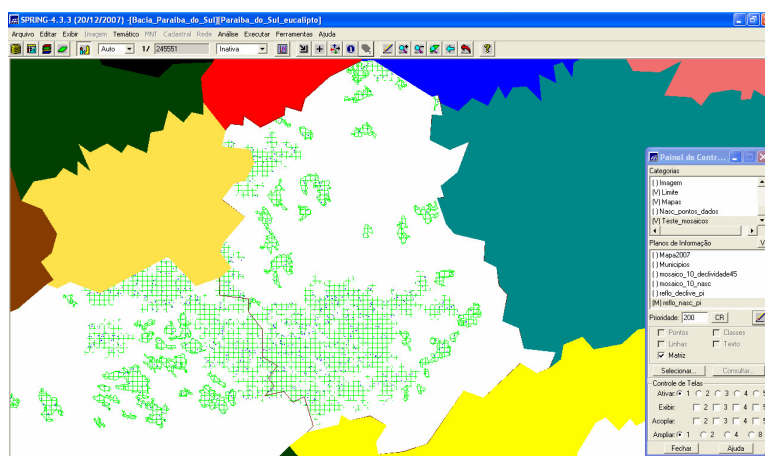 SPRING-4.3.3 (20/12/2007) -[Bacia_Paraiba_do_Sul][Paraiba_do_Sul_eucalipto]
Arquivo Editar Exibir Imagem Temático MNT Cadastral Rede Análise Executar Ferramentas Ajuda
Auto 1/ 245551 Inativa
Painel de Contr...
Categorias
( ) Imagem
(V) Limite
(V) Mapas
( ) Nasc_pontos_dados
(V) Teste_mosaicos
Planos de Informação V
( ) Mapa2007
( ) Municipios
( ) mosaico_10_declividade45
( ) mosaico_10_nasc
( ) reflo_declive_pi
(M) reflo_nasc_pi
Prioridade: 200 CR
Pontos Classes
Linhas Texto
Matriz
Selecionar... Consultar...
Controle de Telas
Ativar: 1 2 3 4 5
Exibir: 2 3 4 5
Acoplar: 2 3 4 5
Ampliar: 1 2 4 8
Fechar Ajuda